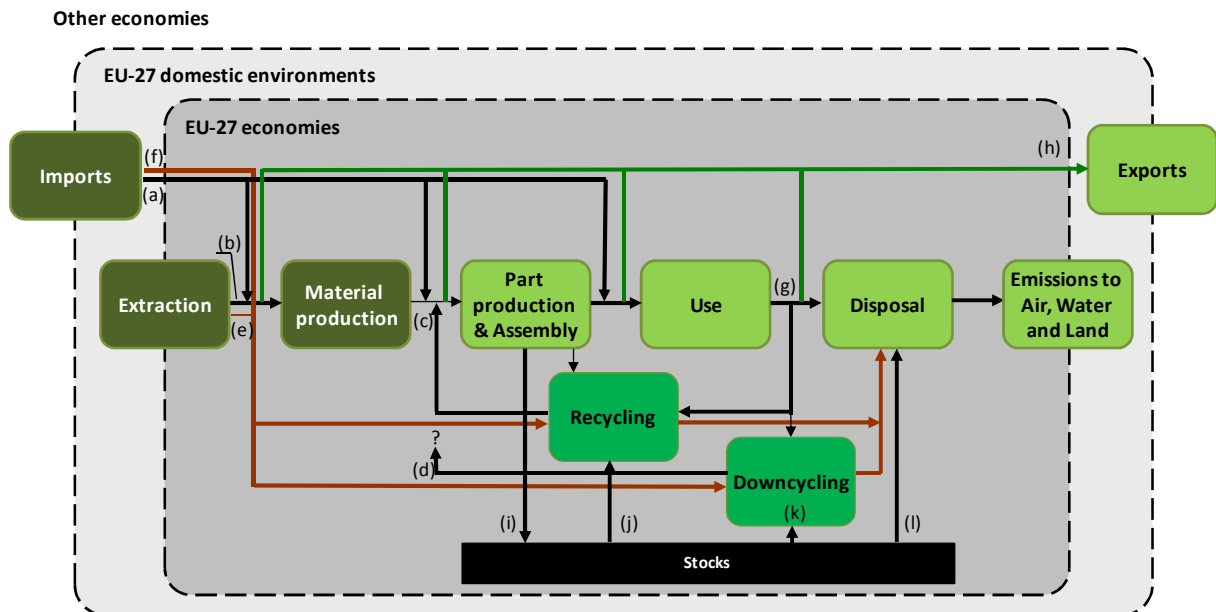 Other economies
EU-27 domestic environments
EU-27 economies
Imports
(f)
(a)
(h)
Exports
(b)
Extraction
(e)
Material
production
(c)
Part
production
& Assembly
Use
(g)
Disposal
Emissions to
Air, Water
and Land
Recycling
?
(d)
Downcycling
(i)
(j)
(k)
(l)
Stocks